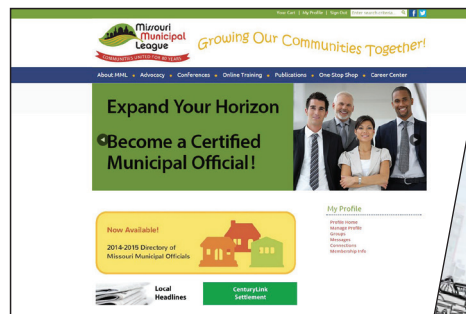 Your Cart | My Profile | Sign Out
Missouri
Municipal
League
COMMUNITIES UNITED FOR 80 YEARS
Growing Our Communities Together!
About MML • Advocacy • Conferences • Online Training • Publications • One Stop Shop • Career Center
Expand Your Horizon
Become a Certified
Municipal Official!
Now Available!
2014-2015 Directory of
Missouri Municipal Officials
My Profile
Profile Home
Manage Profile
Groups
Messages
Connections
Membership Info
Local
Headlines
CenturyLink
Settlement